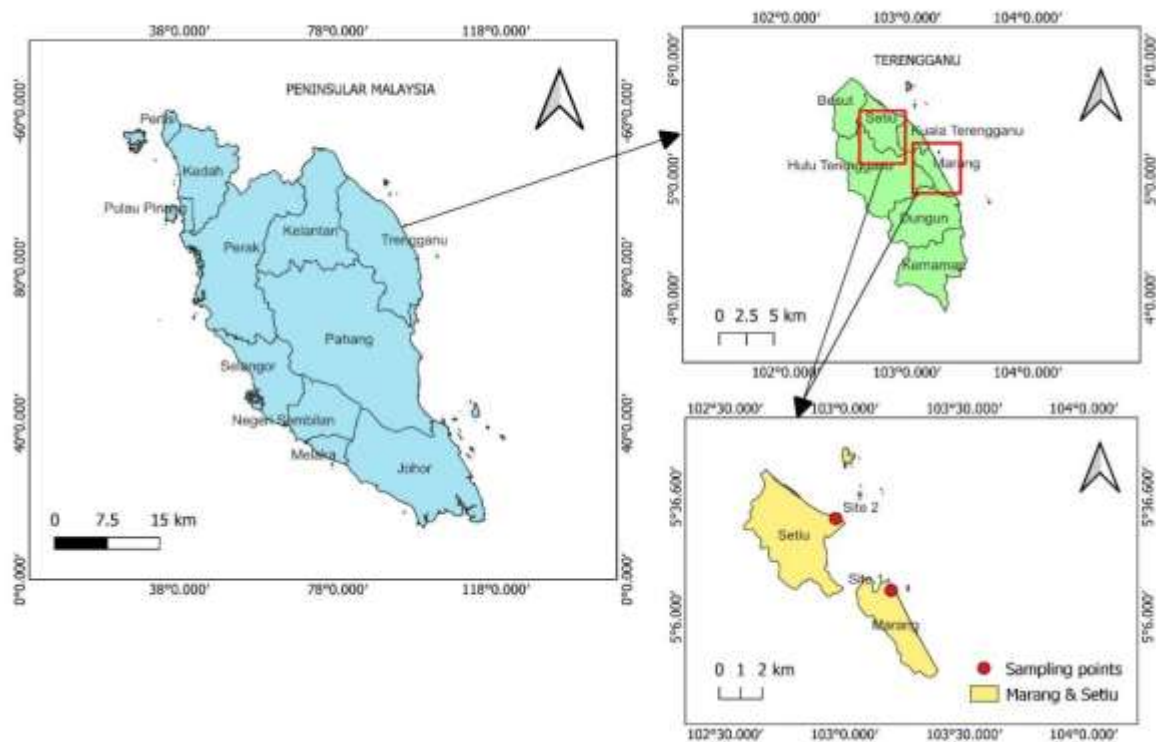 38°0.000' 78°0.000' 118°0.000'
PENINSULAR MALAYSIA
-60°0.000' -60°0.000'
Perlis
Kedah
Pulau Pinang
Perak
Kelantan
Trengganu
80°0.000' 80°0.000'
Pahang
Selangor
Negeri Sembilan
40°0.000' 40°0.000'
Melaka
Johor
0 7.5 15 km
0°0.000' 0°0.000'
38°0.000' 78°0.000' 118°0.000'
102°0.000' 103°0.000' 104°0.000'
TERENGGANU
6°0.000' 6°0.000'
Besut
Setiu
Kuala Terengganu
Marang
Hulu Terengganu
5°0.000' 5°0.000'
Dungun
Kemaman
4°0.000' 4°0.000'
0 2.5 5 km
102°0.000' 103°0.000' 104°0.000'
102°30.000' 103°0.000' 103°30.000' 104°0.000'
5°36.600' 5°36.600'
Site 2
Setiu
Site 1
5°6.000' 5°6.000'
Marang
0 1 2 km
Sampling points
Marang & Setiu
102°30.000' 103°0.000' 103°30.000' 104°0.000'